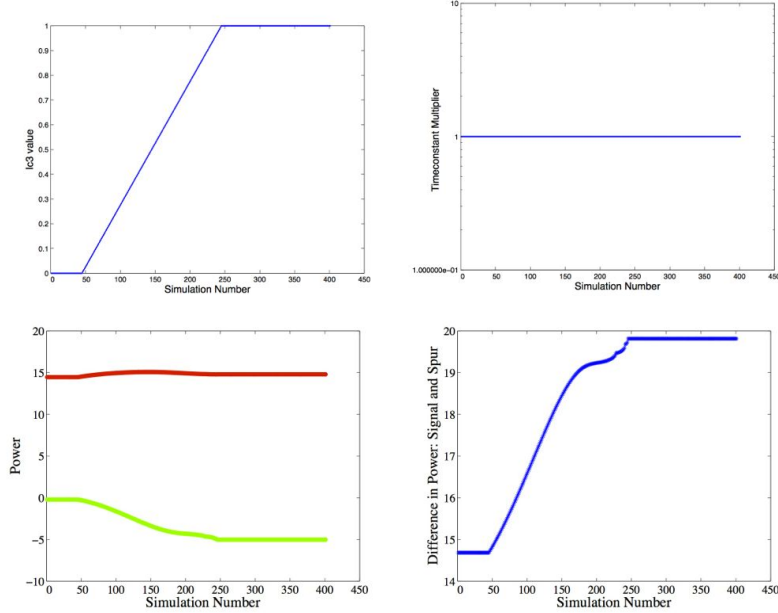 1
0.9
0.8
0.7
0.6
0.5
0.4
0.3
0.2
0.1
0
Ic3 value
0 50 100 150 200 250 300 350 400 450
Simulation Number
10
1
1.000000e-01
Timeconstant Multiplier
0 50 100 150 200 250 300 350 400 450
Simulation Number
20
15
10
5
0
−5
−10
Power
0 50 100 150 200 250 300 350 400 450
Simulation Number
20
19
18
17
16
15
14
Difference in Power: Signal and Spur
0 50 100 150 200 250 300 350 400 450
Simulation Number